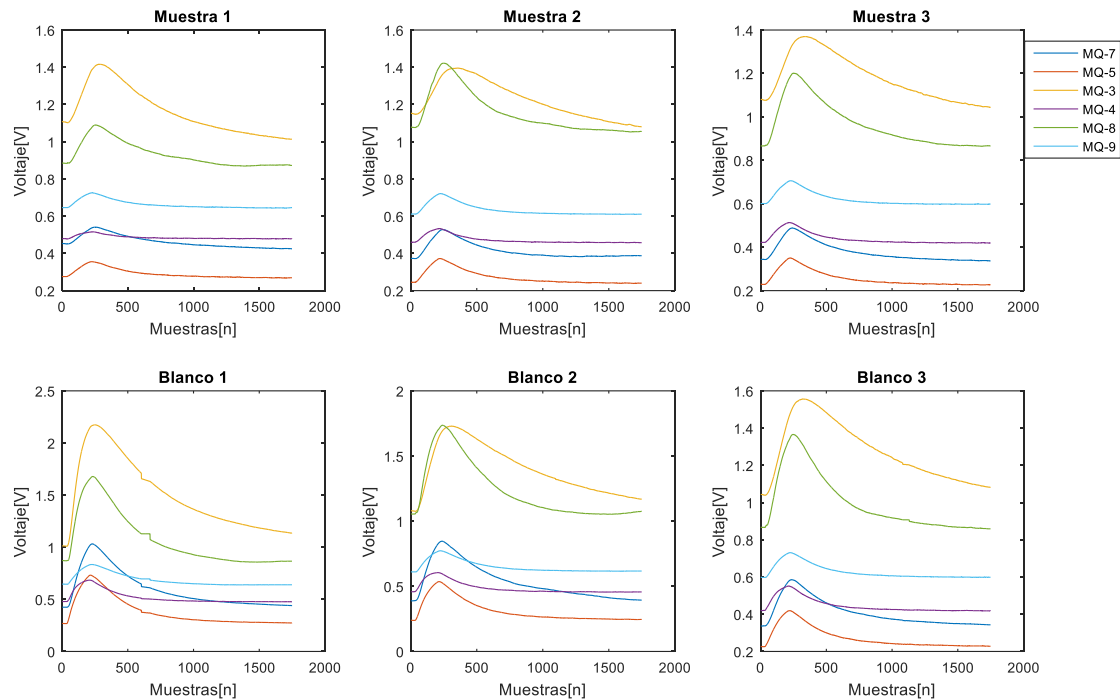 Muestra 1
1.6
1.4
1.2
1
0.8
0.6
0.4
0.2
Voltaje[V]
0 500 1000 1500 2000
Muestras[n]
Muestra 2
1.6
1.4
1.2
1
0.8
0.6
0.4
0.2
Voltaje[V]
0 500 1000 1500 2000
Muestras[n]
Muestra 3
1.4
1.2
1
0.8
0.6
0.4
0.2
Voltaje[V]
0 500 1000 1500 2000
Muestras[n]
MQ-7
MQ-5
MQ-3
MQ-4
MQ-8
MQ-9
Blanco 1
2.5
2
1.5
1
0.5
0
Voltaje[V]
0 500 1000 1500 2000
Muestras[n]
Blanco 2
2
1.5
1
0.5
0
Voltaje[V]
0 500 1000 1500 2000
Muestras[n]
Blanco 3
1.6
1.4
1.2
1
0.8
0.6
0.4
0.2
Voltaje[V]
0 500 1000 1500 2000
Muestras[n]